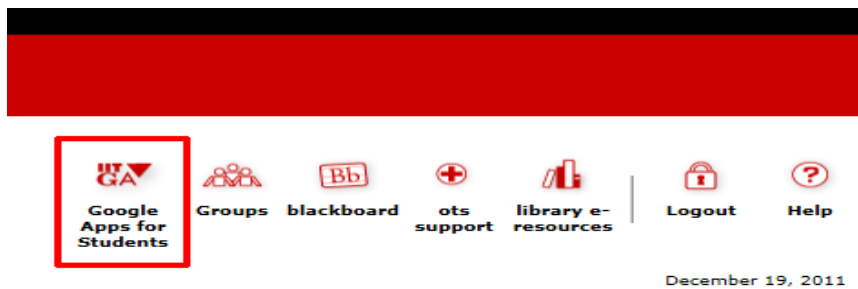 IIT
GA
Bb
?
Google
Apps for
Students
Groups
blackboard
ots
support
library e-
resources
Logout
Help
December 19, 2011